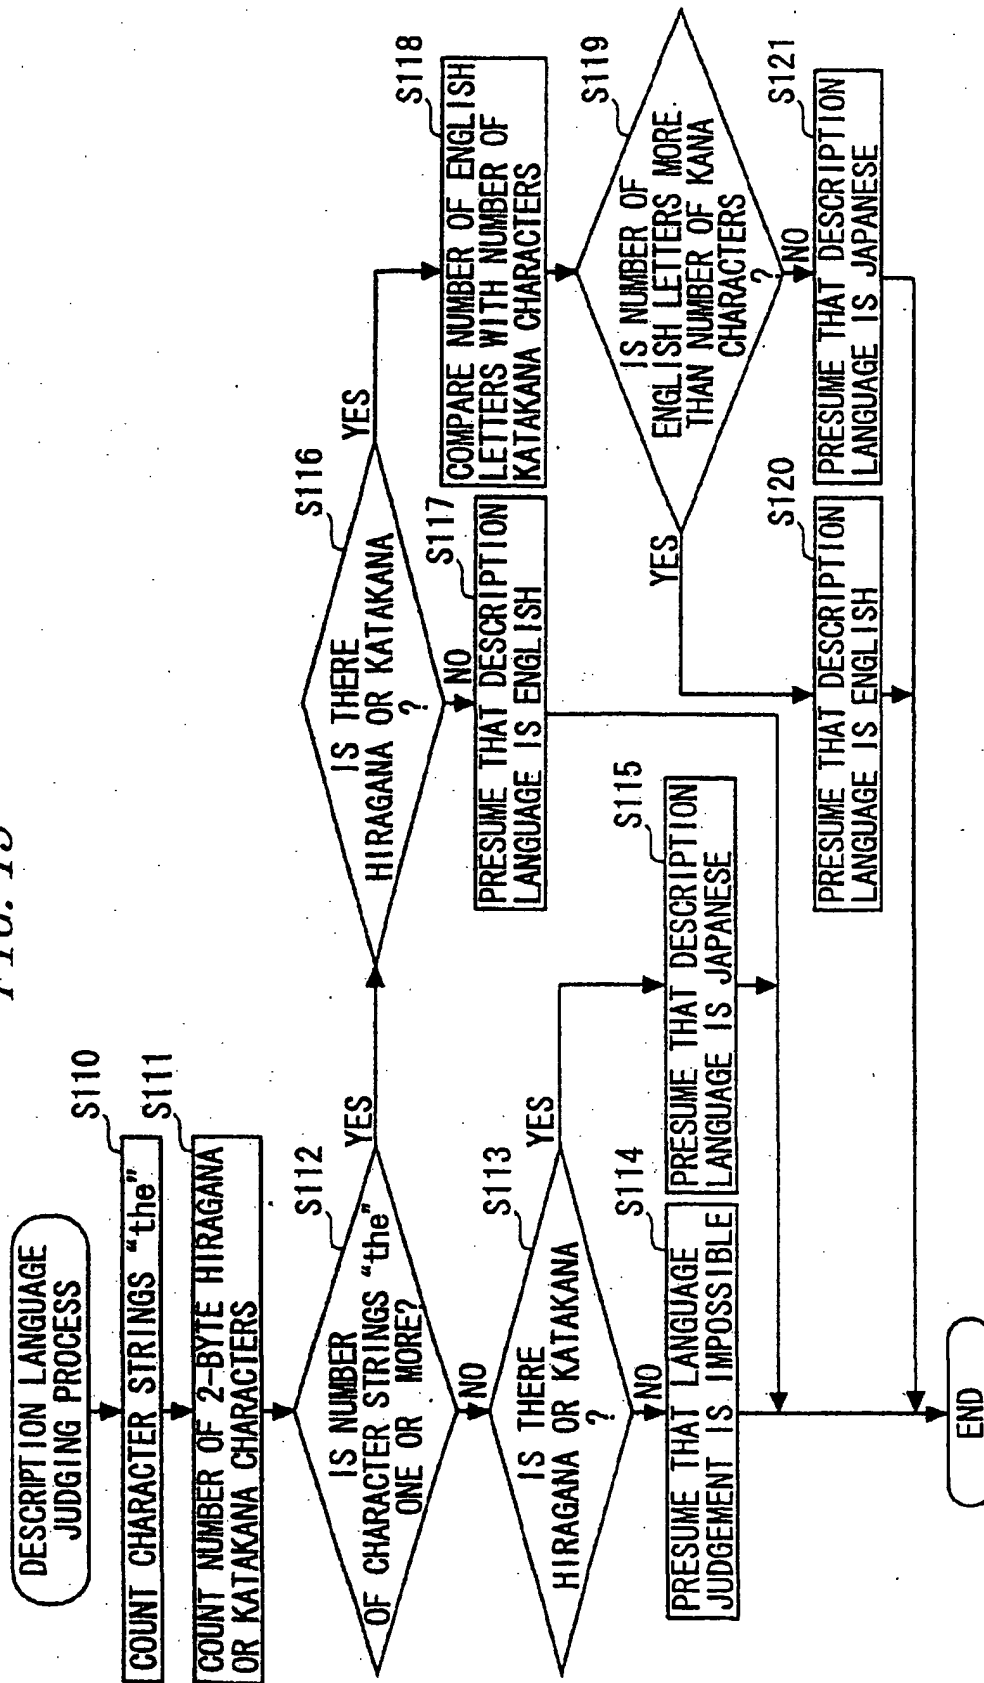 FIG. 15
DESCRIPTION LANGUAGE
JUDGING PROCESS
S110
COUNT CHARACTER STRINGS “the”
S111
COUNT NUMBER OF 2-BYTE HIRAGANA
OR KATAKANA CHARACTERS
S112
IS NUMBER
OF CHARACTER STRINGS “the”
ONE OR MORE?
YES
NO
S113
IS THERE
HIRAGANA OR KATAKANA
?
YES
NO
S114
PRESUME THAT LANGUAGE
JUDGEMENT IS IMPOSSIBLE
S115
PRESUME THAT DESCRIPTION
LANGUAGE IS JAPANESE
S116
IS THERE
HIRAGANA OR KATAKANA
?
YES
NO
S117
PRESUME THAT DESCRIPTION
LANGUAGE IS ENGLISH
S118
COMPARE NUMBER OF ENGLISH
LETTERS WITH NUMBER OF
KATAKANA CHARACTERS
S119
IS NUMBER OF
ENGLISH LETTERS MORE
THAN NUMBER OF KANA
CHARACTERS
?
YES
NO
S120
PRESUME THAT DESCRIPTION
LANGUAGE IS ENGLISH
S121
PRESUME THAT DESCRIPTION
LANGUAGE IS JAPANESE
END